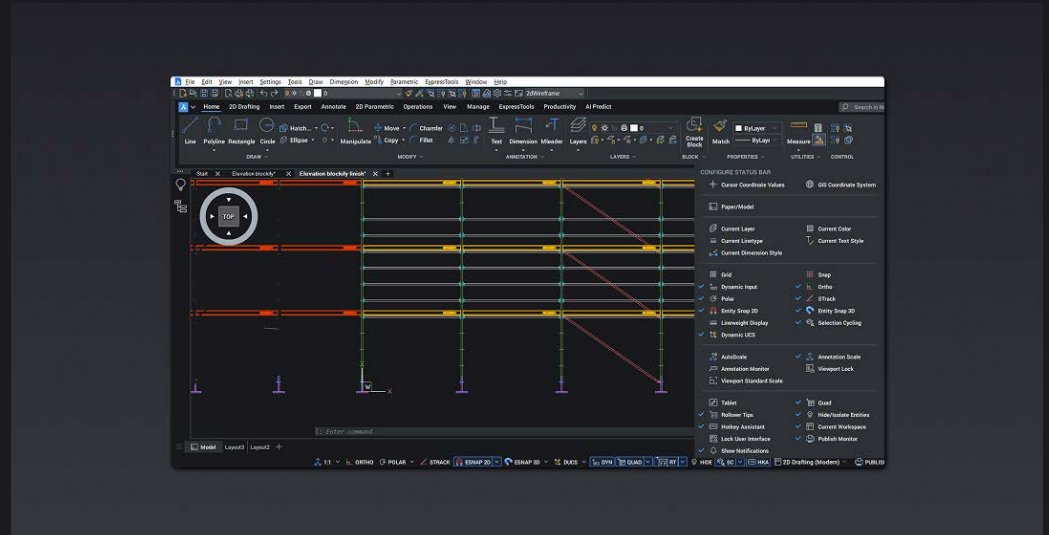 File Edit View Insert Settings Tools Draw Dimension Modify Parametric ExpressTools Window Help
0 2dWireframe
Home 2D Drafting Insert Export Annotate 2D Parametric Operations View Manage ExpressTools Productivity AI Predict Search in
Hatch... Move Chamfer 0 ByLayer
Line Polyline Rectangle Circle Ellipse Manipulate Copy Fillet Text Dimension Mleader Layers Create Block Match ByLayer Measure
DRAW MODIFY ANNOTATION LAYERS BLOCK PROPERTIES UTILITIES CONTROL
Start Elevation blockify* Elevation blockify finish* +
TOP
W
X
: Enter command
Model Layout3 Layout2 +
CONFIGURE STATUS BAR
Cursor Coordinate Values GIS Coordinate System
Paper/Model
Current Layer Current Color
Current Linetype Current Text Style
Current Dimension Style
Grid Snap
Dynamic Input Ortho
Polar STrack
Entity Snap 2D Entity Snap 3D
Lineweight Display Selection Cycling
Dynamic UCS
AutoScale Annotation Scale
Annotation Monitor Viewport Lock
Viewport Standard Scale
Tablet Quad
Rollover Tips Hide/Isolate Entities
Hotkey Assistant Current Workspace
Lock User Interface Publish Monitor
Show Notifications
1:1 ORTHO POLAR STRACK ESNAP 2D ESNAP 3D DUCS DYN QUAD RT HIDE SC HKA 2D Drafting (Modern) PUBLIS